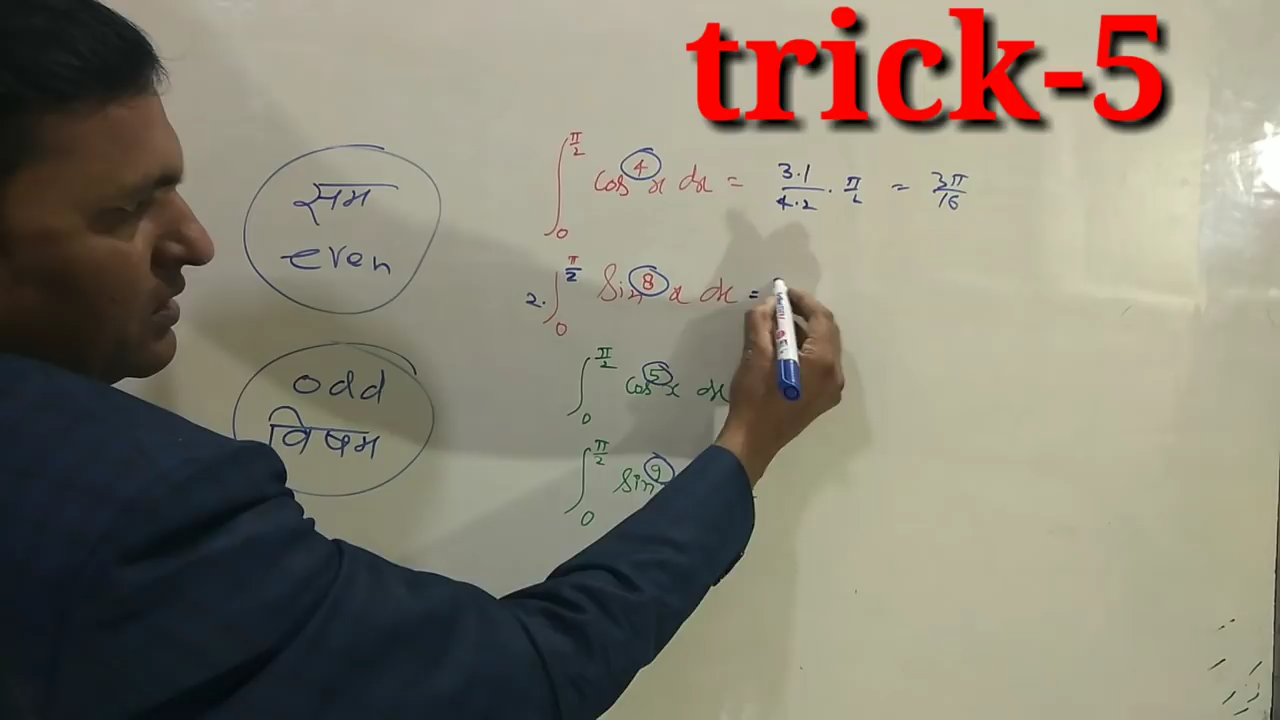 trick-5
सम
even
odd
विषम
∫₀^(π/2) cos⁴x dx = (3·1)/(4·2) · π/2 = 3π/16
2. ∫₀^(π/2) Sin⁸x dx =
∫₀^(π/2) cos⁵x dx
∫₀^(π/2) Sin⁹